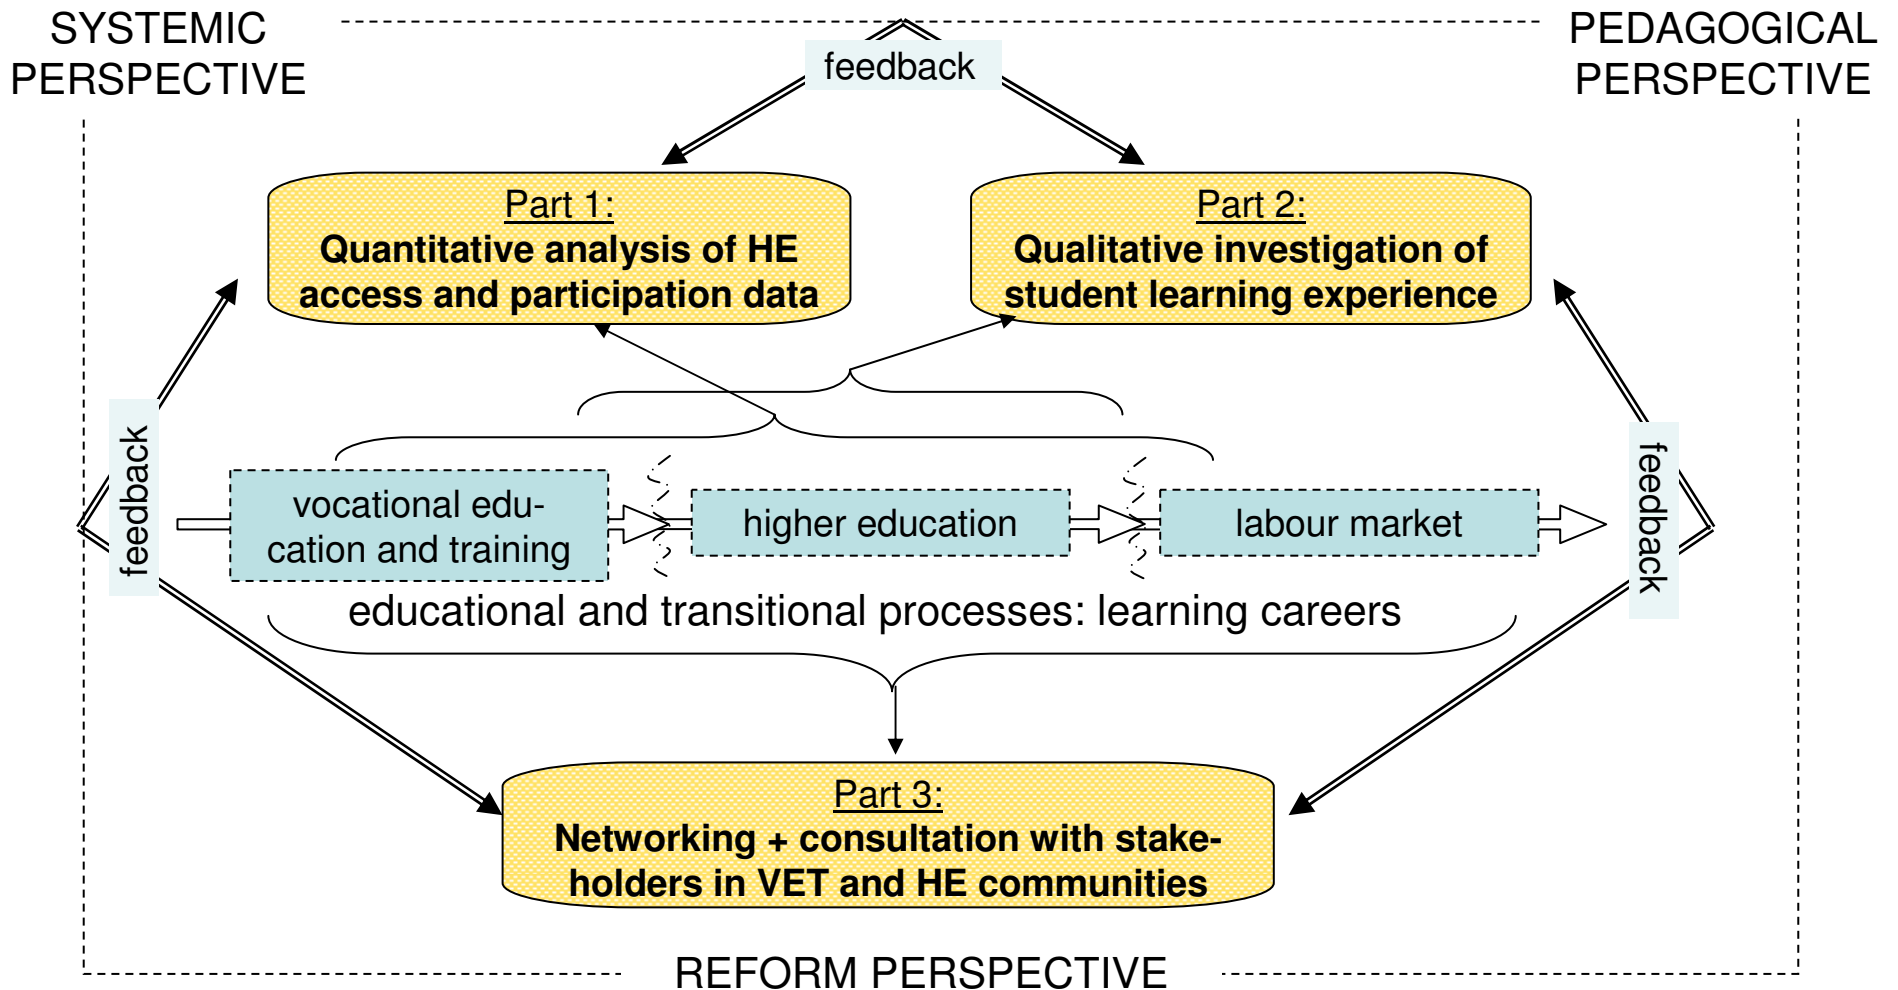 SYSTEMIC
PERSPECTIVE
PEDAGOGICAL
PERSPECTIVE
feedback
Part 1:
Quantitative analysis of HE
access and participation data
Part 2:
Qualitative investigation of
student learning experience
feedback
vocational edu-
cation and training
higher education
labour market
feedback
educational and transitional processes: learning careers
Part 3:
Networking + consultation with stake-
holders in VET and HE communities
REFORM PERSPECTIVE